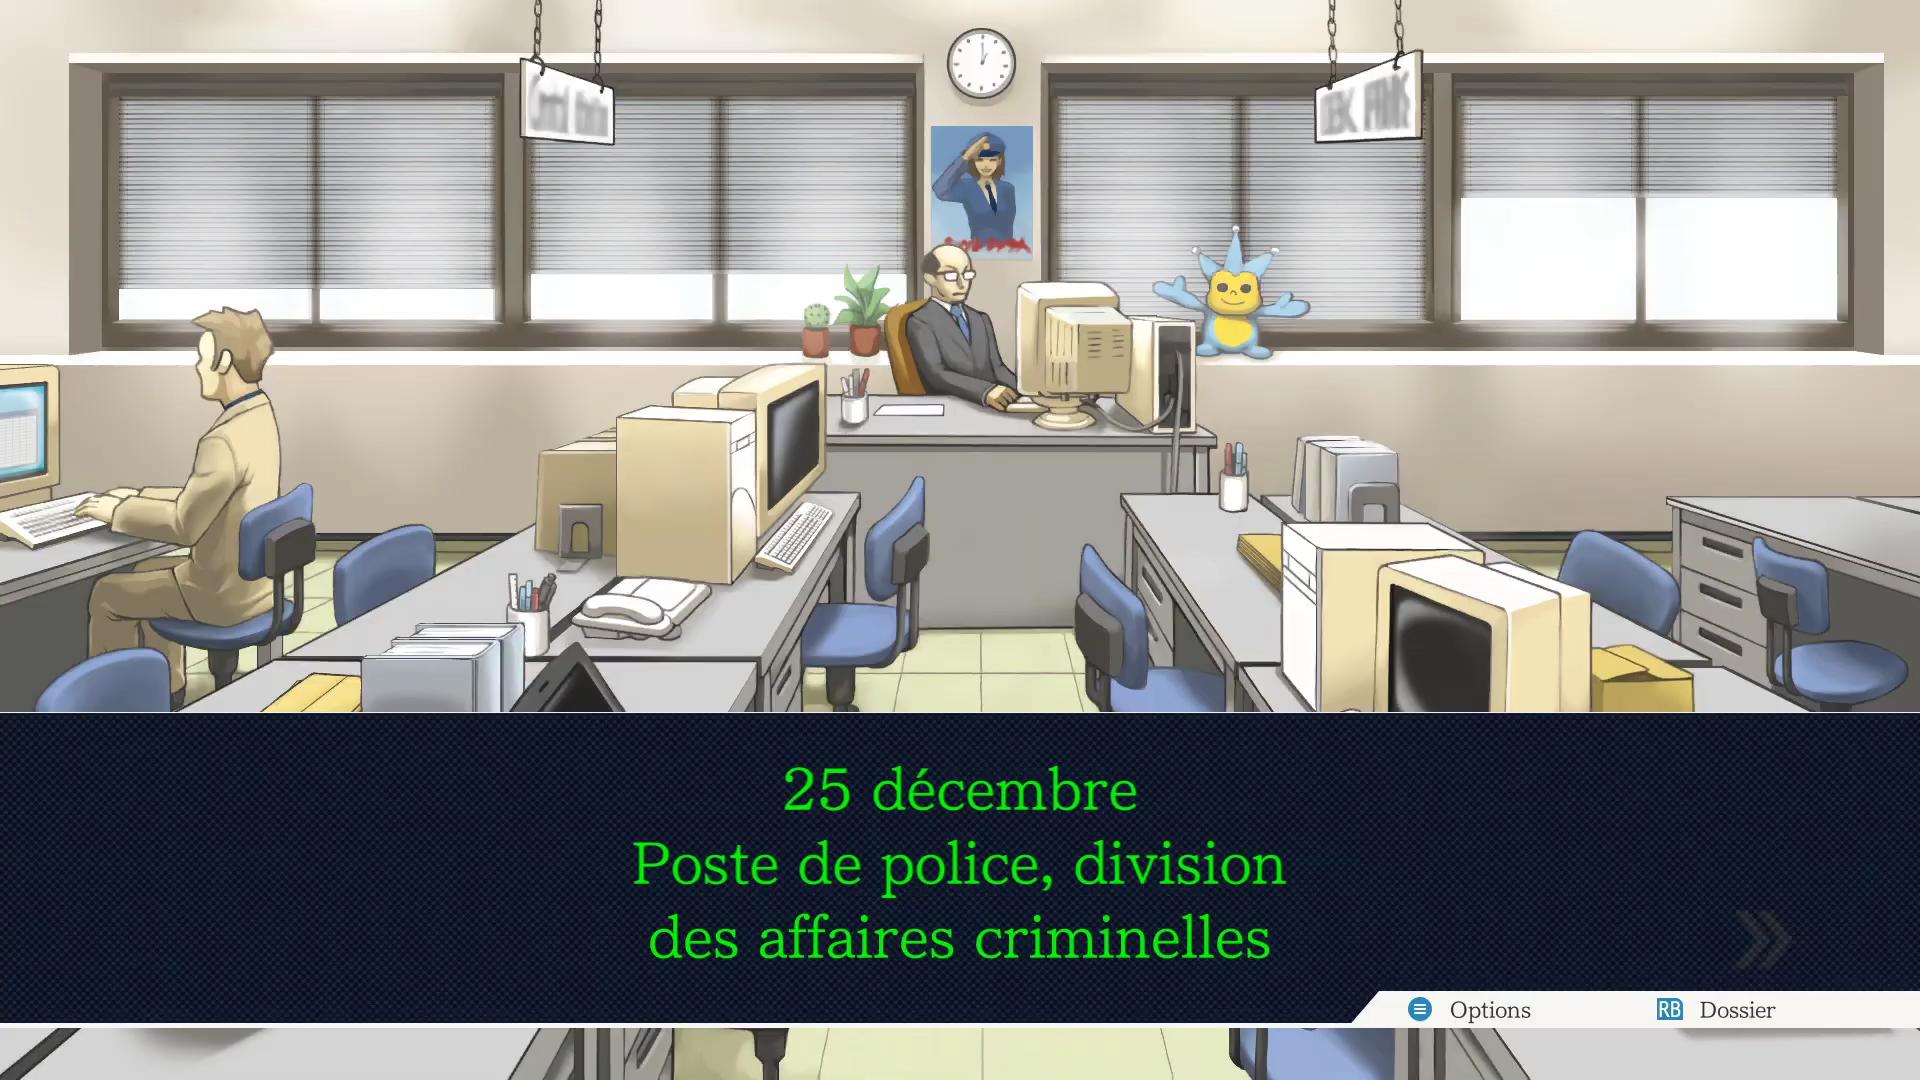 25 décembre
Poste de police, division
des affaires criminelles
Options
RB Dossier